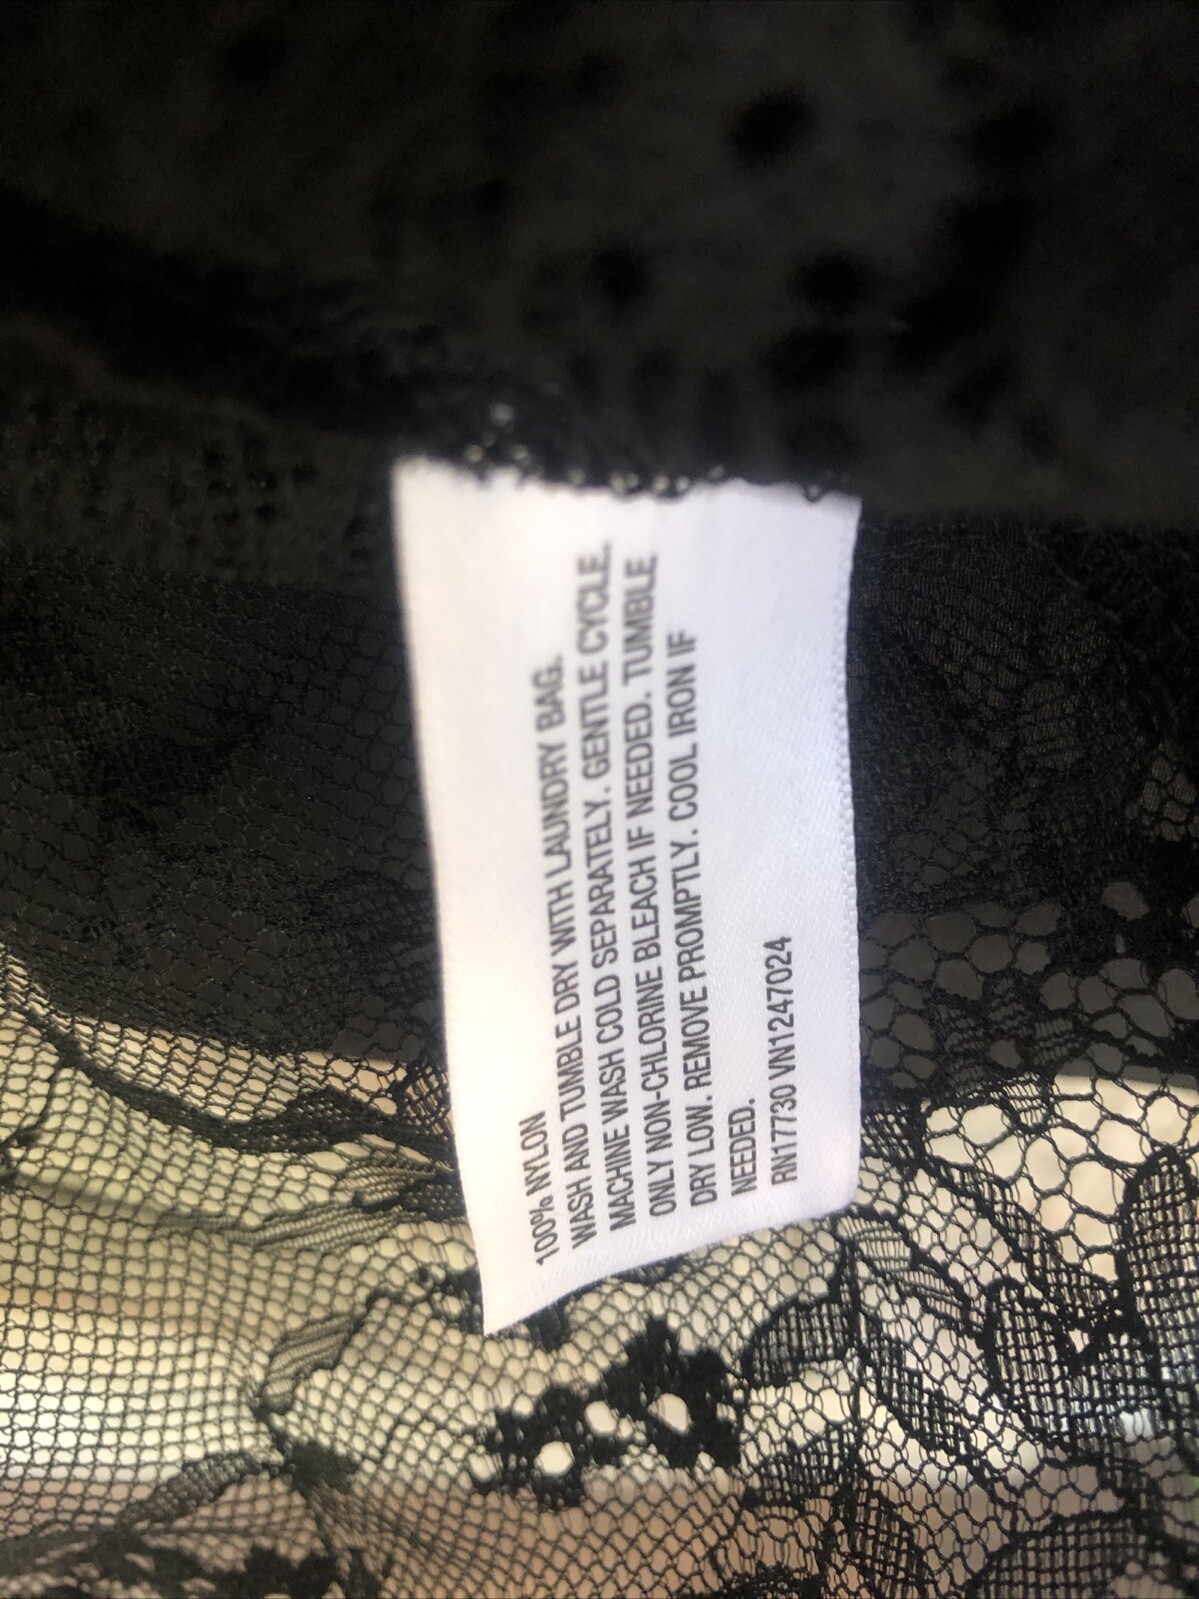 100% NYLON
WASH AND TUMBLE DRY WITH LAUNDRY BAG.
MACHINE WASH COLD SEPARATELY. GENTLE CYCLE.
ONLY NON-CHLORINE BLEACH IF NEEDED. TUMBLE
DRY LOW. REMOVE PROMPTLY. COOL IRON IF
NEEDED.
RN17730 VN1247024